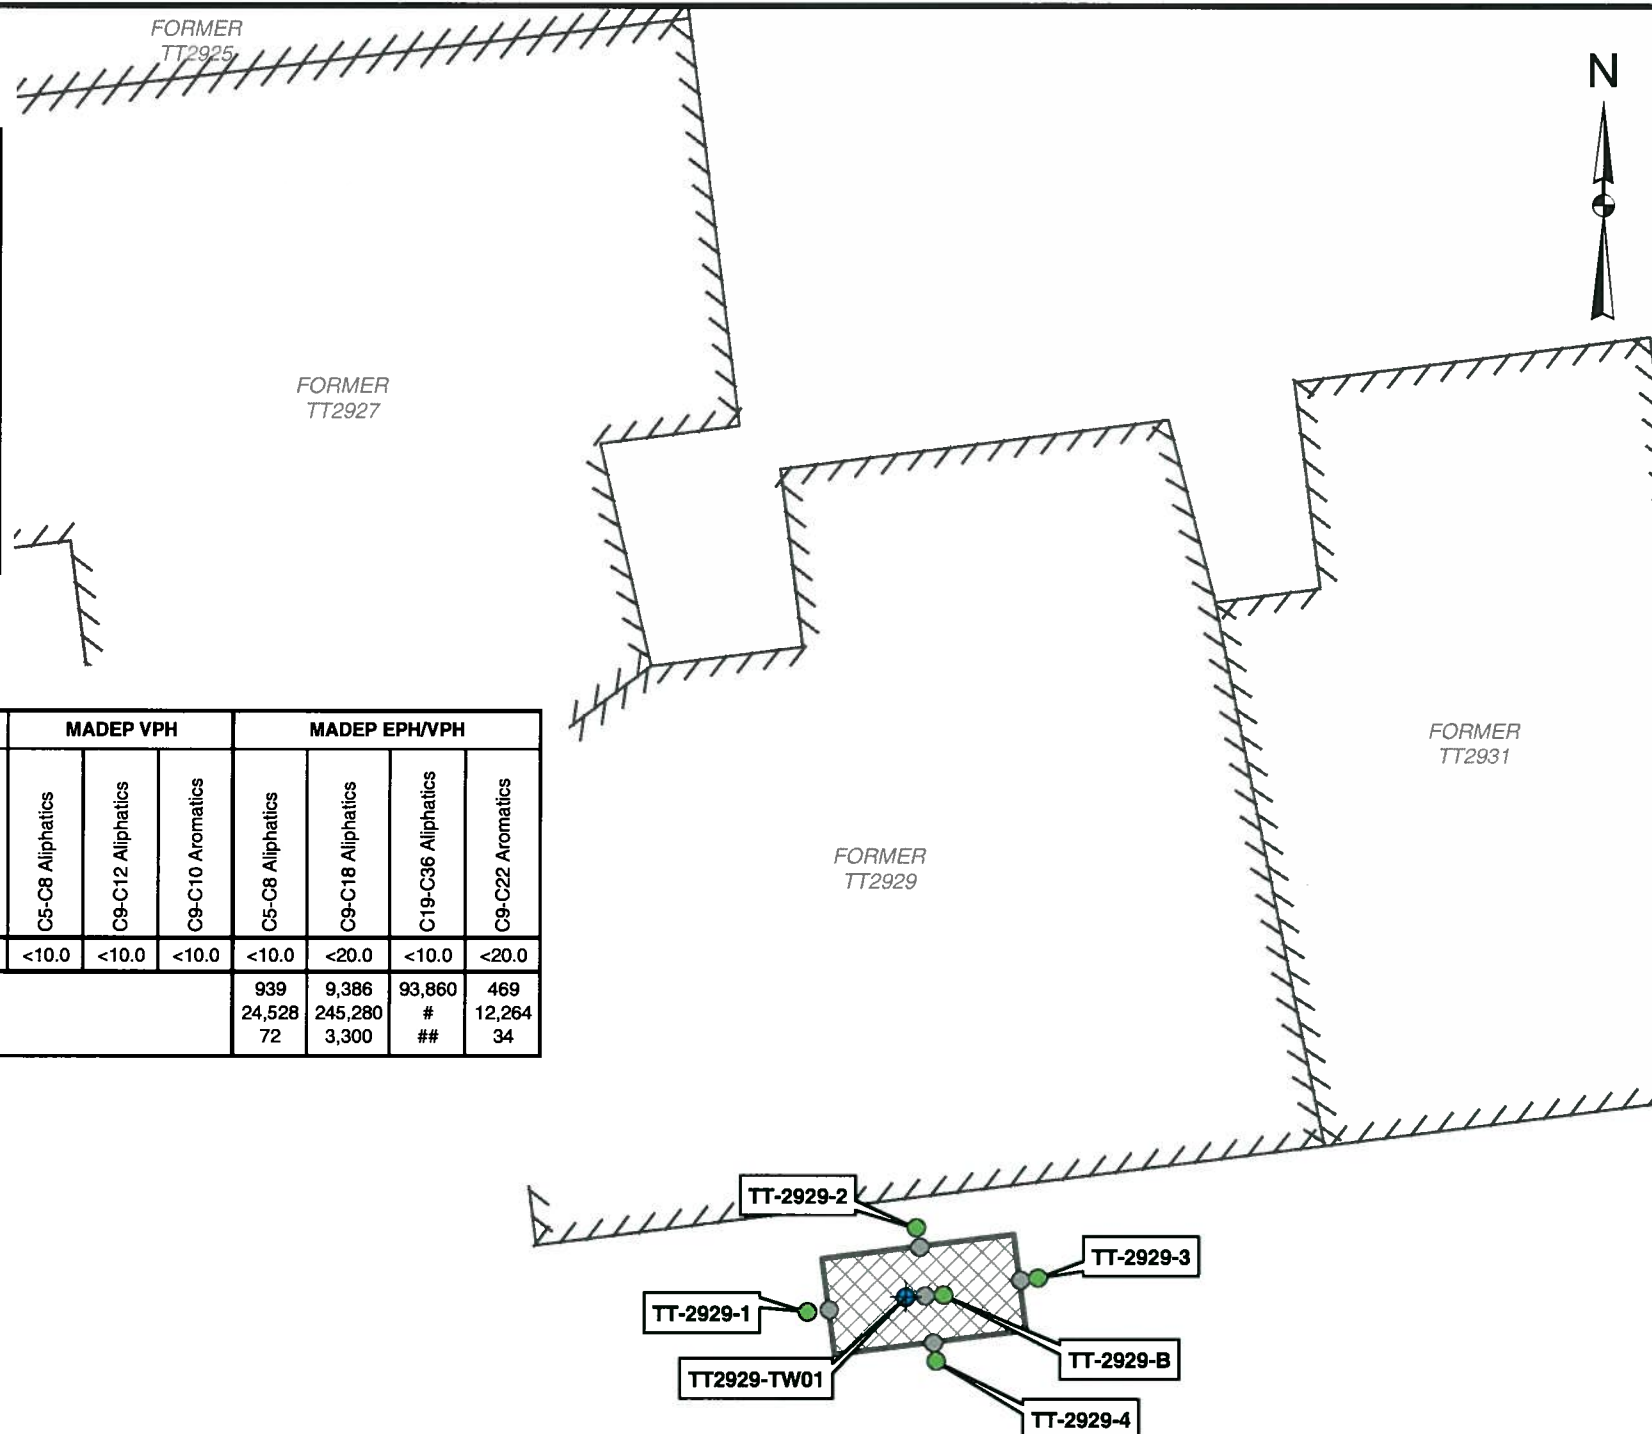 FORMER
TT2925
N
FORMER
TT2927
FORMER
TT2931
FORMER
TT2929
MADEP VPH MADEP EPH/VPH
C5-C8 Aliphatics C9-C12 Aliphatics C9-C10 Aromatics C5-C8 Aliphatics C9-C18 Aliphatics C19-C36 Aliphatics C9-C22 Aromatics
<10.0 <10.0 <10.0 <10.0 <20.0 <10.0 <20.0
939 9,386 93,860 469
24,528 245,280 # 12,264
72 3,300 ## 34
TT-2929-2
TT-2929-3
TT-2929-1
TT-2929-B
TT2929-TW01
TT-2929-4